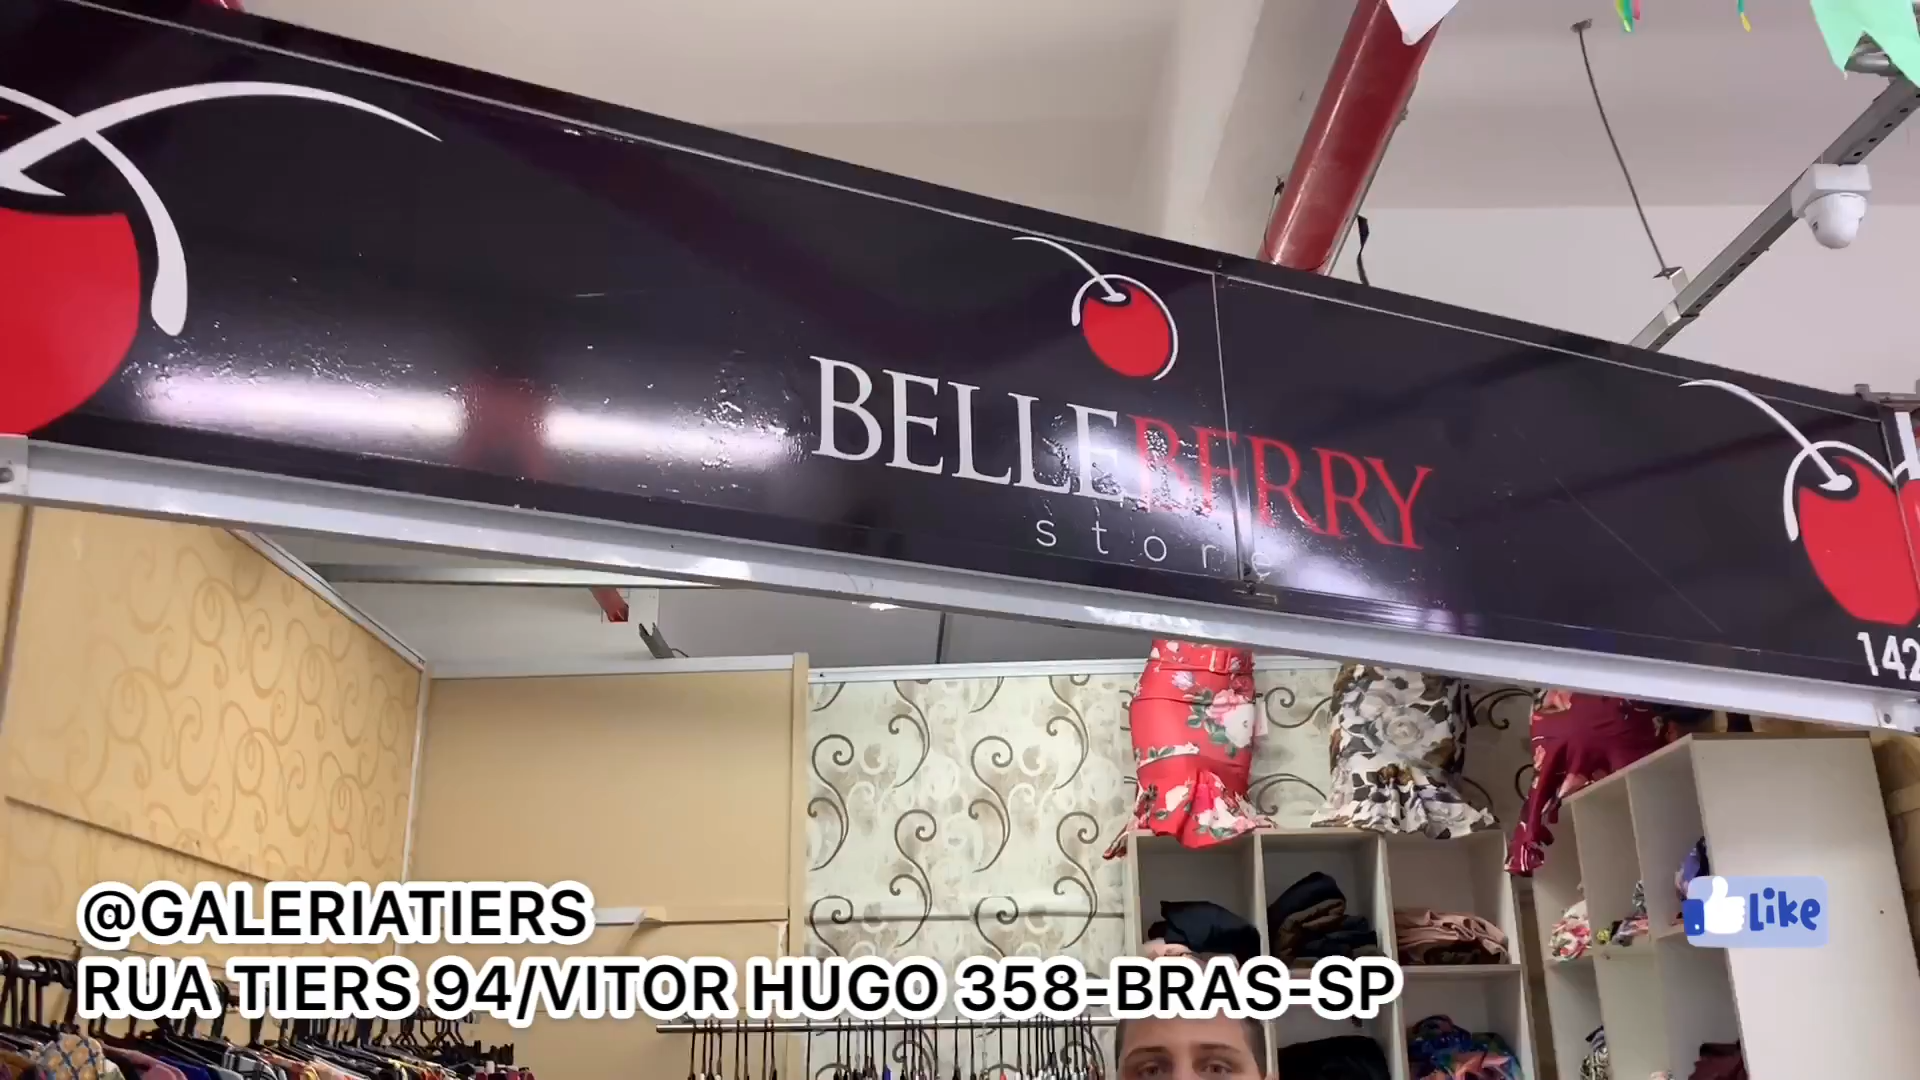 BELLEBERRY
store
142
@GALERIATIERS
Like
RUA TIERS 94/VITOR HUGO 358-BRAS-SP